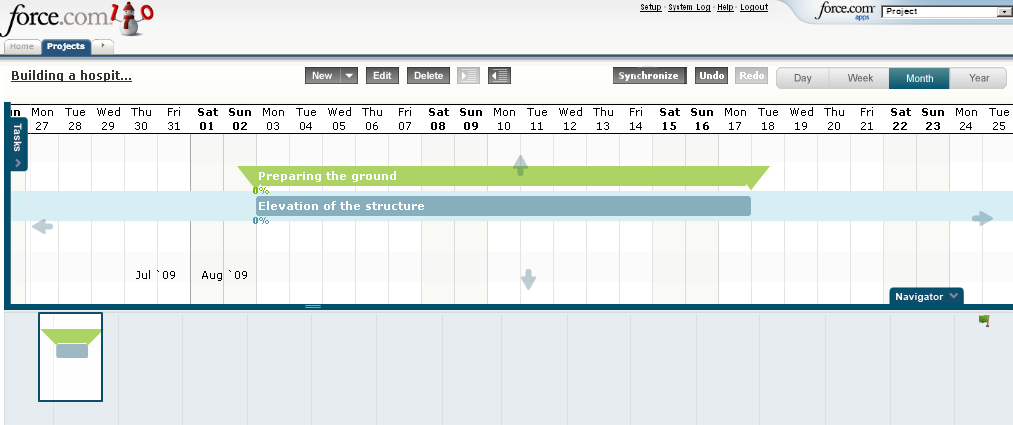 force.com 10
Setup · System Log · Help · Logout
force.com apps
Project
Home Projects
Building a hospit...
New Edit Delete Synchronize Undo Redo Day Week Month Year
un Mon Tue Wed Thu Fri Sat Sun Mon Tue Wed Thu Fri Sat Sun Mon Tue Wed Thu Fri Sat Sun Mon Tue Wed Thu Fri Sat Sun Mon Tue
27 28 29 30 31 01 02 03 04 05 06 07 08 09 10 11 12 13 14 15 16 17 18 19 20 21 22 23 24 25
Tasks
Preparing the ground
0%
Elevation of the structure
0%
Jul `09 Aug `09
Navigator